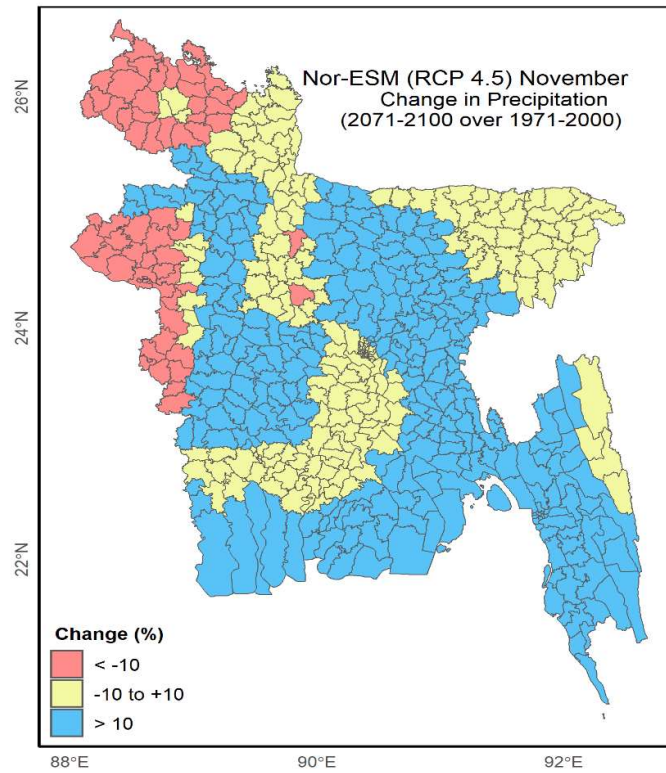 Nor-ESM (RCP 4.5) November
Change in Precipitation
(2071-2100 over 1971-2000)
26°N
24°N
22°N
Change (%)
< -10
-10 to +10
> 10
88°E
90°E
92°E